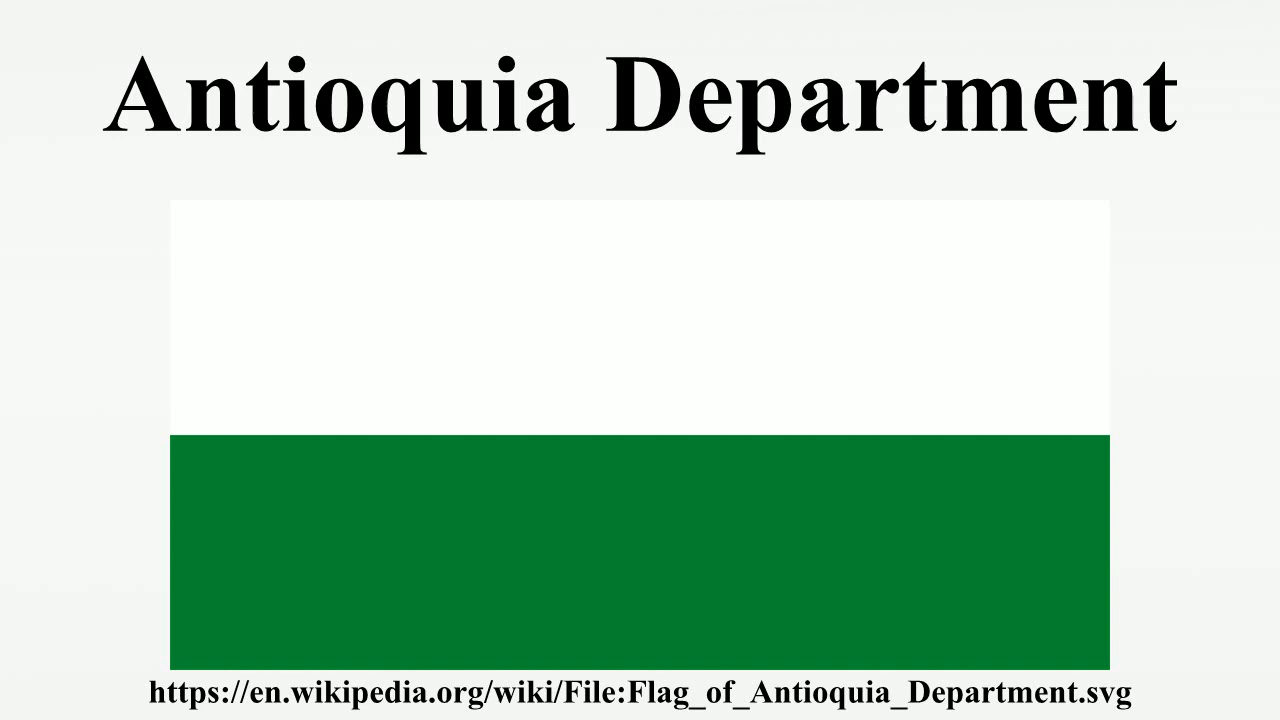 Antioquia Department
https://en.wikipedia.org/wiki/File:Flag_of_Antioquia_Department.svg